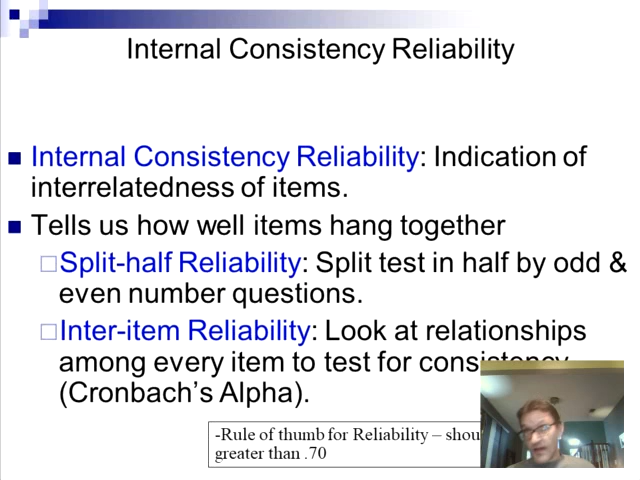 Internal Consistency Reliability
Internal Consistency Reliability: Indication of
interrelatedness of items.
Tells us how well items hang together
Split-half Reliability: Split test in half by odd &
even number questions.
Inter-item Reliability: Look at relationships
among every item to test for consistency
(Cronbach's Alpha).
-Rule of thumb for Reliability –
greater than .70